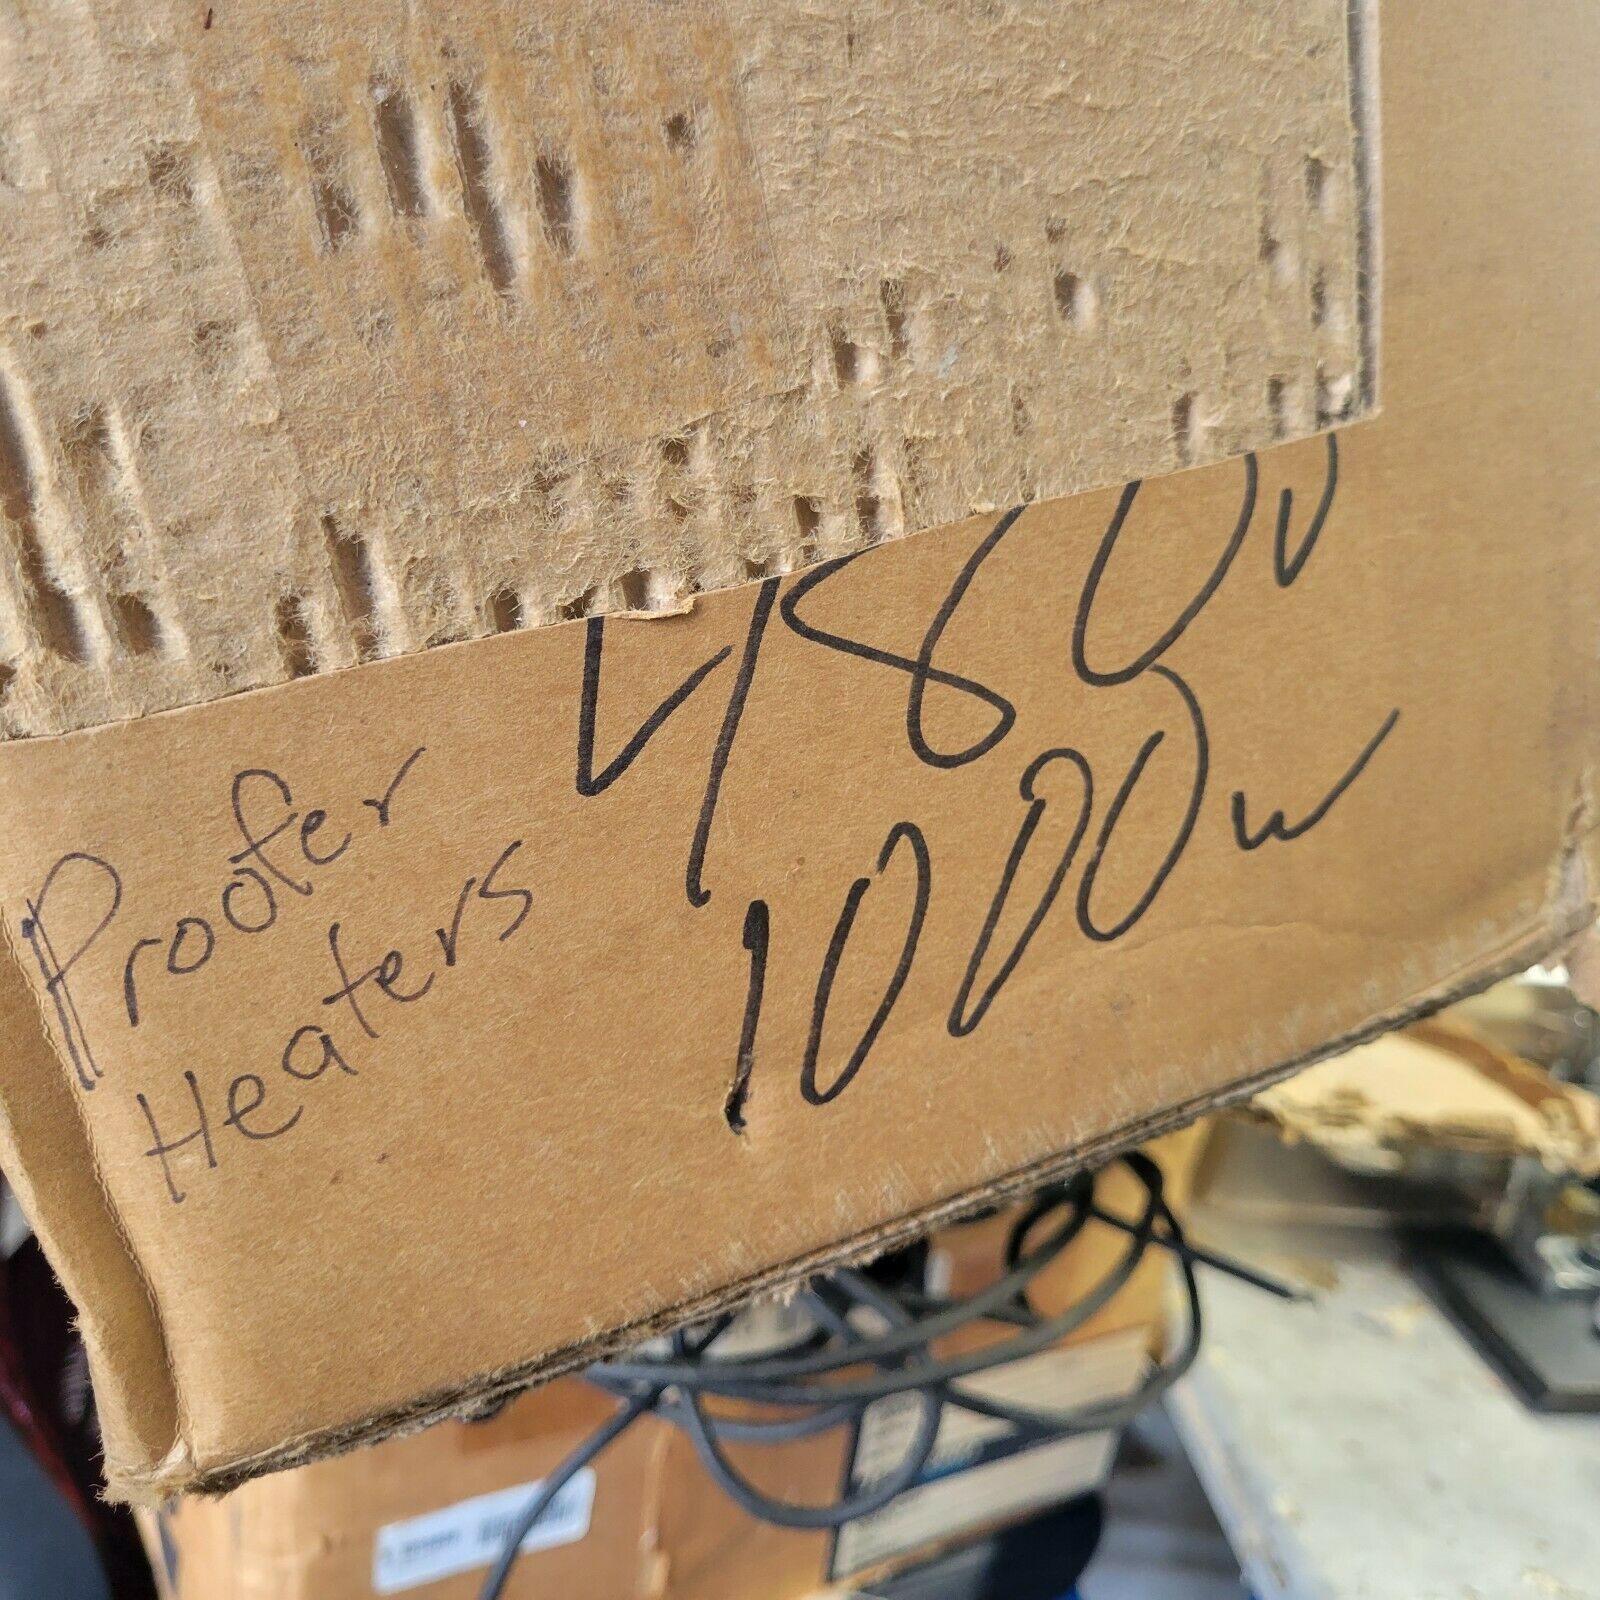 480v
1000w
Proofer
Heaters